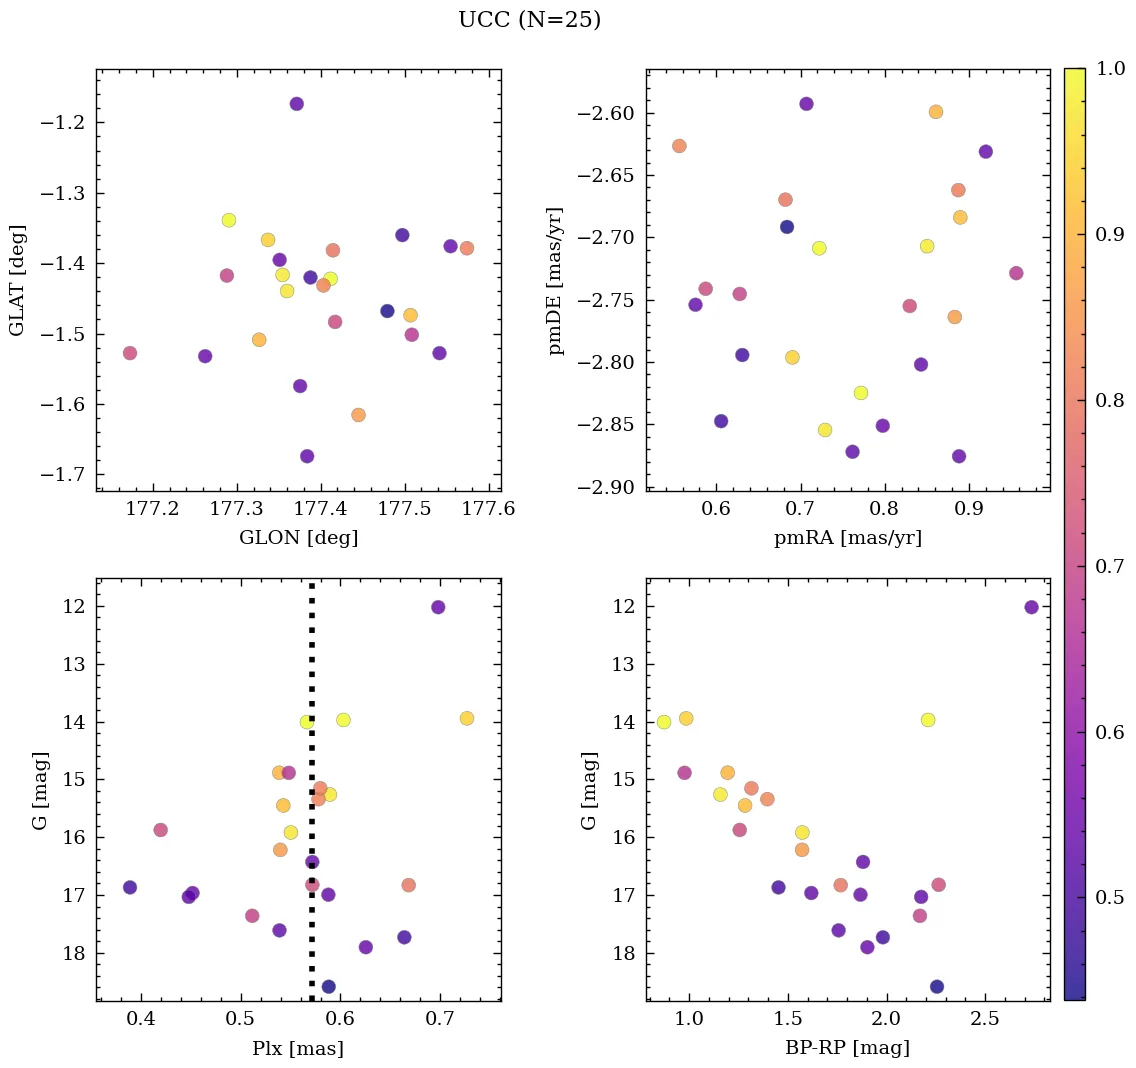 UCC (N=25)
−1.2
−1.3
−1.4
−1.5
−1.6
−1.7
GLAT [deg]
177.2 177.3 177.4 177.5 177.6
GLON [deg]
−2.60
−2.65
−2.70
−2.75
−2.80
−2.85
−2.90
pmDE [mas/yr]
0.6 0.7 0.8 0.9
pmRA [mas/yr]
12
13
14
15
16
17
18
G [mag]
0.4 0.5 0.6 0.7
Plx [mas]
12
13
14
15
16
17
18
G [mag]
1.0 1.5 2.0 2.5
BP-RP [mag]
1.0
0.9
0.8
0.7
0.6
0.5